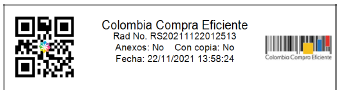 Colombia Compra Eficiente
Rad No. RS20211122012513
Anexos: No Con copia: No
Fecha: 22/11/2021 13:58:24
Colombia Compra Eficiente